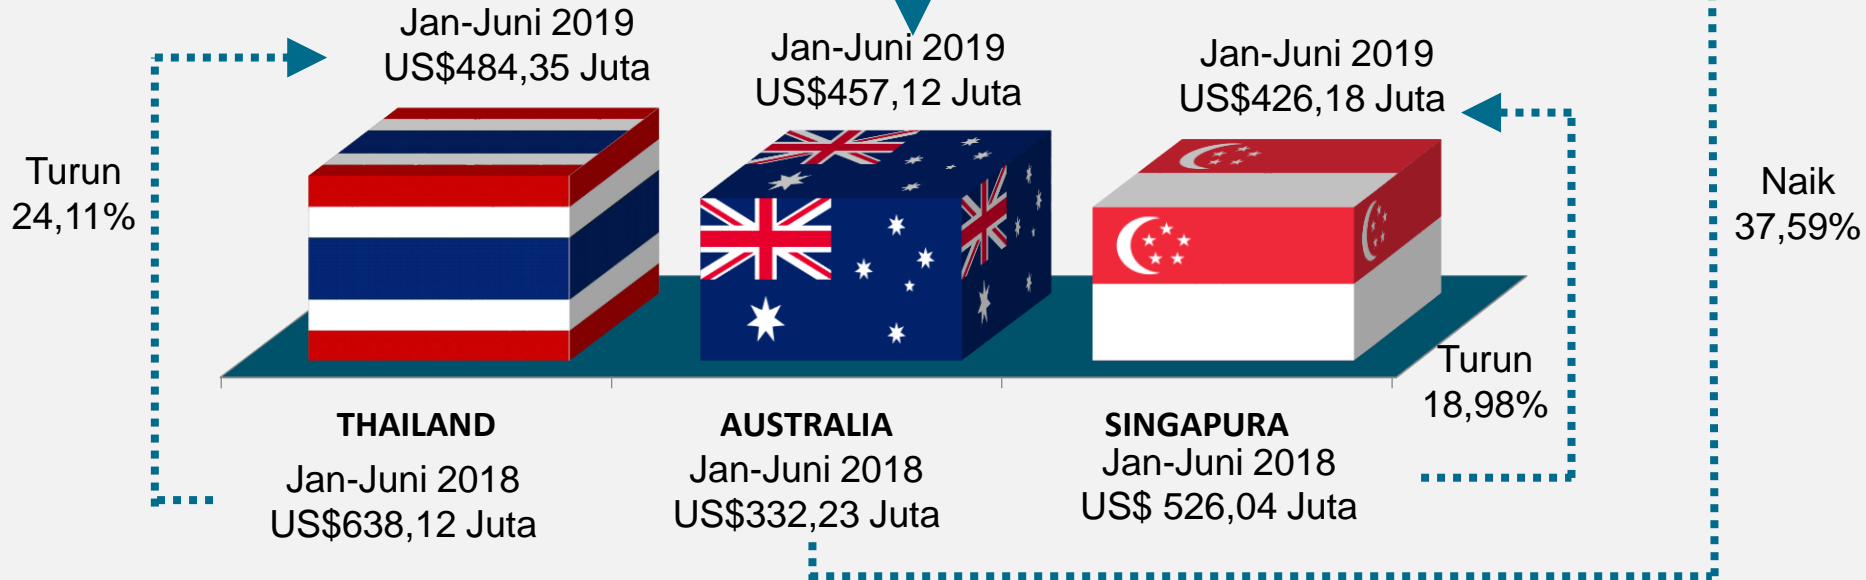 Jan-Juni 2019
US$484,35 Juta
Jan-Juni 2019
US$457,12 Juta
Jan-Juni 2019
US$426,18 Juta
Turun
24,11%
Naik
37,59%
Turun
18,98%
THAILAND
Jan-Juni 2018
US$638,12 Juta
AUSTRALIA
Jan-Juni 2018
US$332,23 Juta
SINGAPURA
Jan-Juni 2018
US$ 526,04 Juta